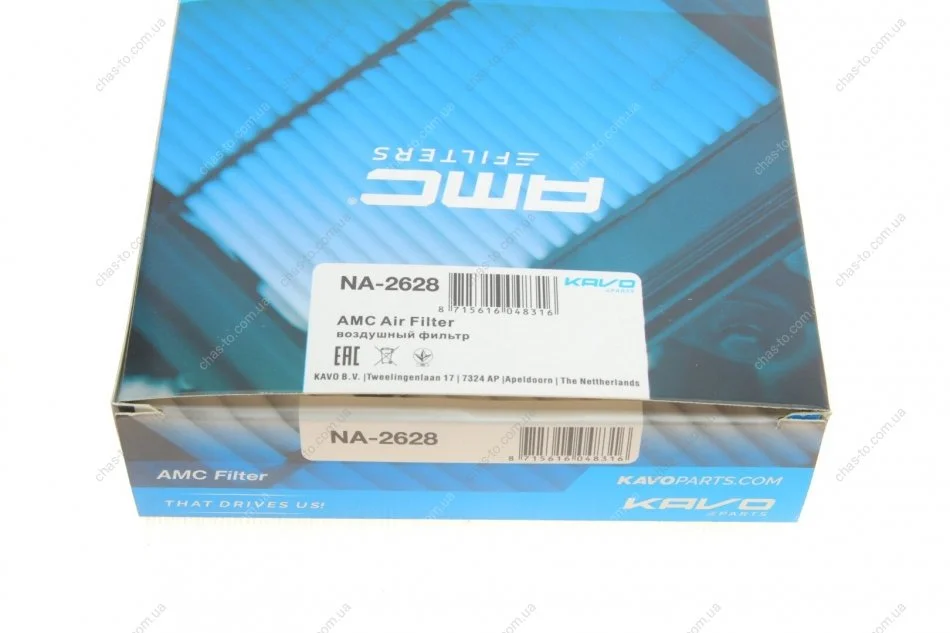 AMC
FILTERS
NA-2628
KAVO
PARTS
8 715616 048316
AMC Air Filter
воздушный фильтр
EAC
KAVO B.V. |Tweelingenlaan 17 | 7324 AP |Apeldoorn | The Nettherlands
NA-2628
8 715616 048316
AMC Filter
KAVOPARTS.COM
THAT DRIVES US!
KAVO
PARTS
chas-to.com.ua